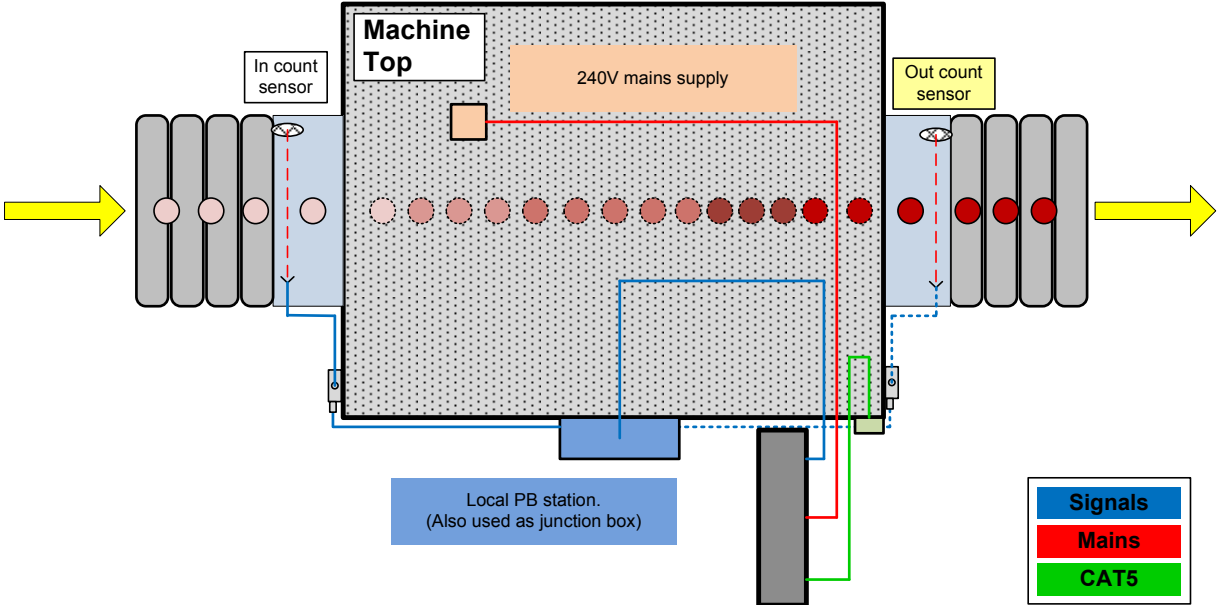 Machine
Top
In count
sensor
240V mains supply
Out count
sensor
Local PB station.
(Also used as junction box)
Signals
Mains
CAT5